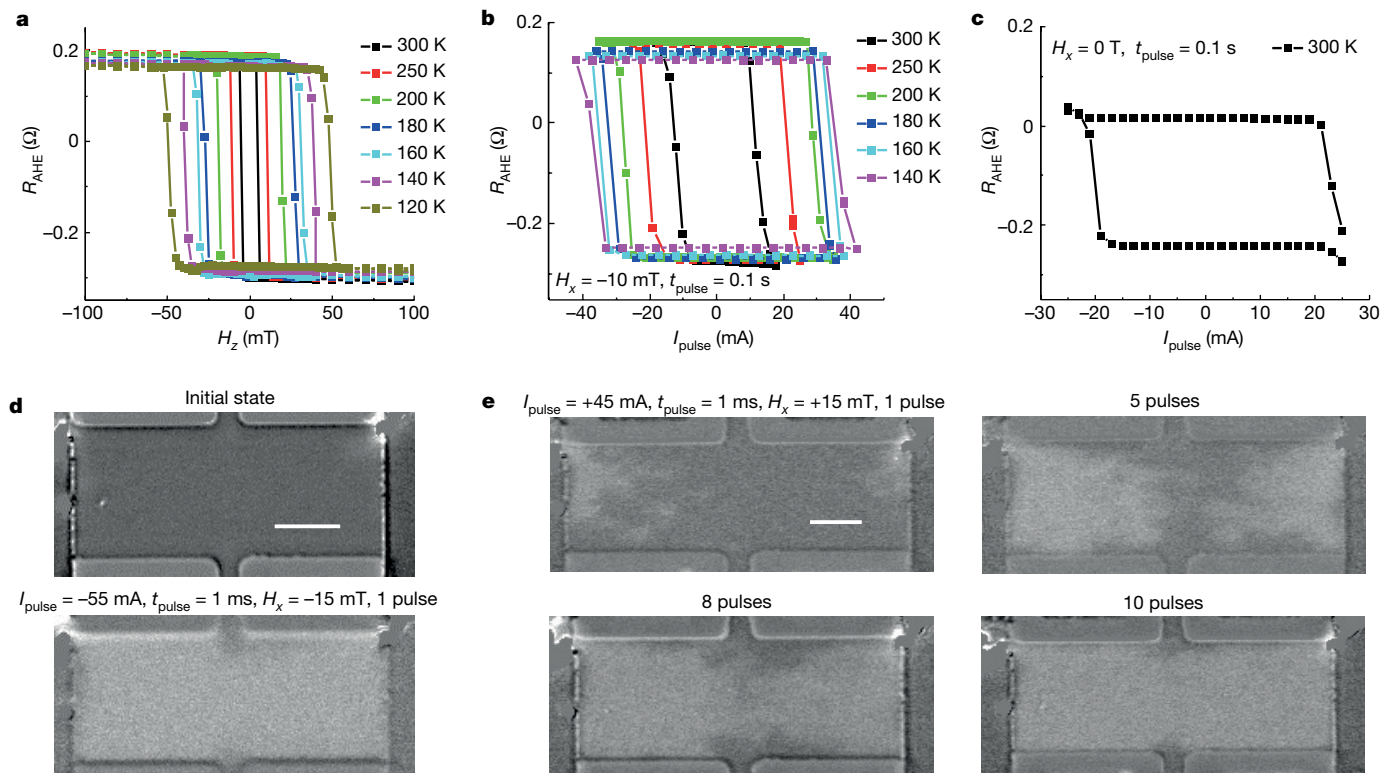 a
0.2
0
−0.2
R_AHE (Ω)
−100
−50
0
50
100
H_z (mT)
300 K
250 K
200 K
180 K
160 K
140 K
120 K
b
0.2
0
−0.2
R_AHE (Ω)
H_x = −10 mT, t_pulse = 0.1 s
−40
−20
0
20
40
I_pulse (mA)
300 K
250 K
200 K
180 K
160 K
140 K
c
0.2
0
−0.2
R_AHE (Ω)
H_x = 0 T, t_pulse = 0.1 s
300 K
−30
−20
−10
0
10
20
30
I_pulse (mA)
d
Initial state
I_pulse = −55 mA, t_pulse = 1 ms, H_x = −15 mT, 1 pulse
e
I_pulse = +45 mA, t_pulse = 1 ms, H_x = +15 mT, 1 pulse
5 pulses
8 pulses
10 pulses